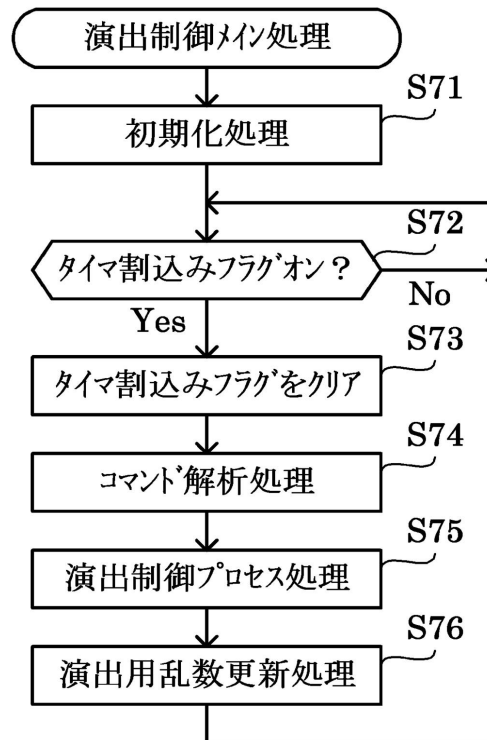 演出制御メイン処理
S71
初期化処理
S72
タイマ割込みフラグオン？
No
Yes
S73
タイマ割込みフラグをクリア
S74
コマンド解析処理
S75
演出制御プロセス処理
S76
演出用乱数更新処理